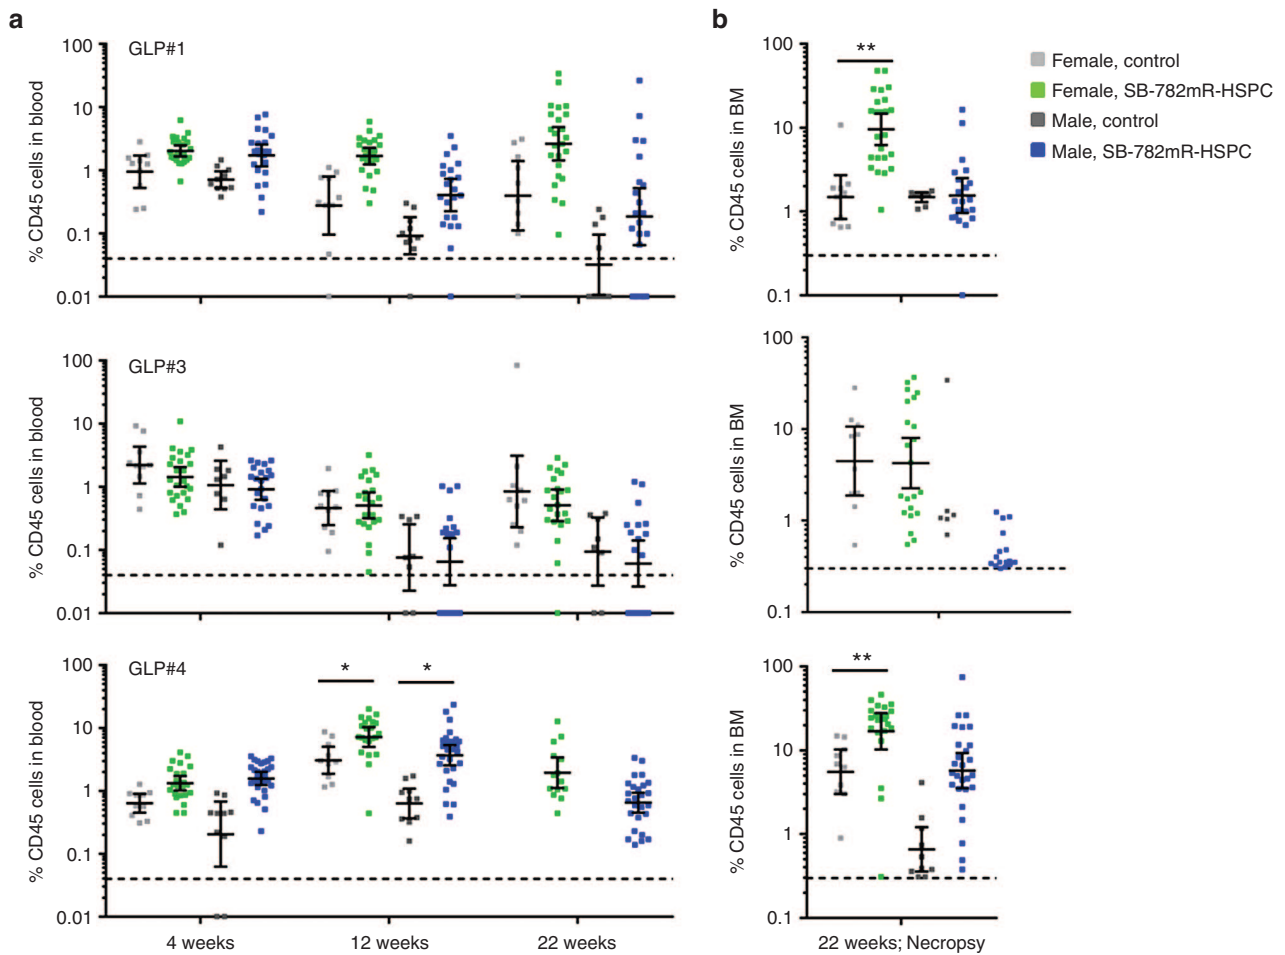 a
GLP#1
% CD45 cells in blood
100
10
1
0.1
0.01
GLP#3
% CD45 cells in blood
100
10
1
0.1
0.01
GLP#4
% CD45 cells in blood
100
10
1
0.1
0.01
* *
4 weeks 12 weeks 22 weeks
b
% CD45 cells in BM
100
10
1
0.1
**
% CD45 cells in BM
100
10
1
0.1
% CD45 cells in BM
100
10
1
0.1
**
22 weeks; Necropsy
Female, control
Female, SB-782mR-HSPC
Male, control
Male, SB-782mR-HSPC